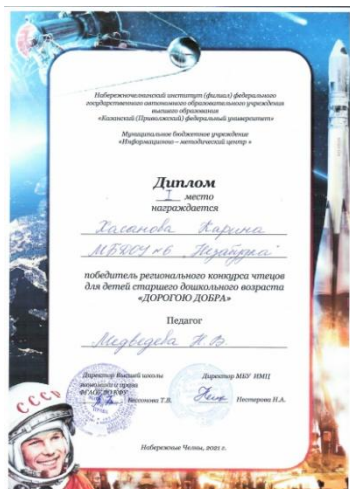 Набережночелнинский институт (филиал) федерального
государственного автономного образовательного учреждения
высшего образования
«Казанский (Приволжский) федеральный университет»
Муниципальное бюджетное учреждение
«Информационно – методический центр »
Диплом
I место
награждается
Хасанова Карина
МБДОУ №6 "Незабудка"
победитель регионального конкурса чтецов
для детей старшего дошкольного возраста
«ДОРОГОЮ ДОБРА»
Педагог
Медведева Н.В.
Директор Высшей школы
экономики и права
Директор МБУ ИМЦ
Нестерова Н.А.
СССР
Набережные Челны, 2021 г.